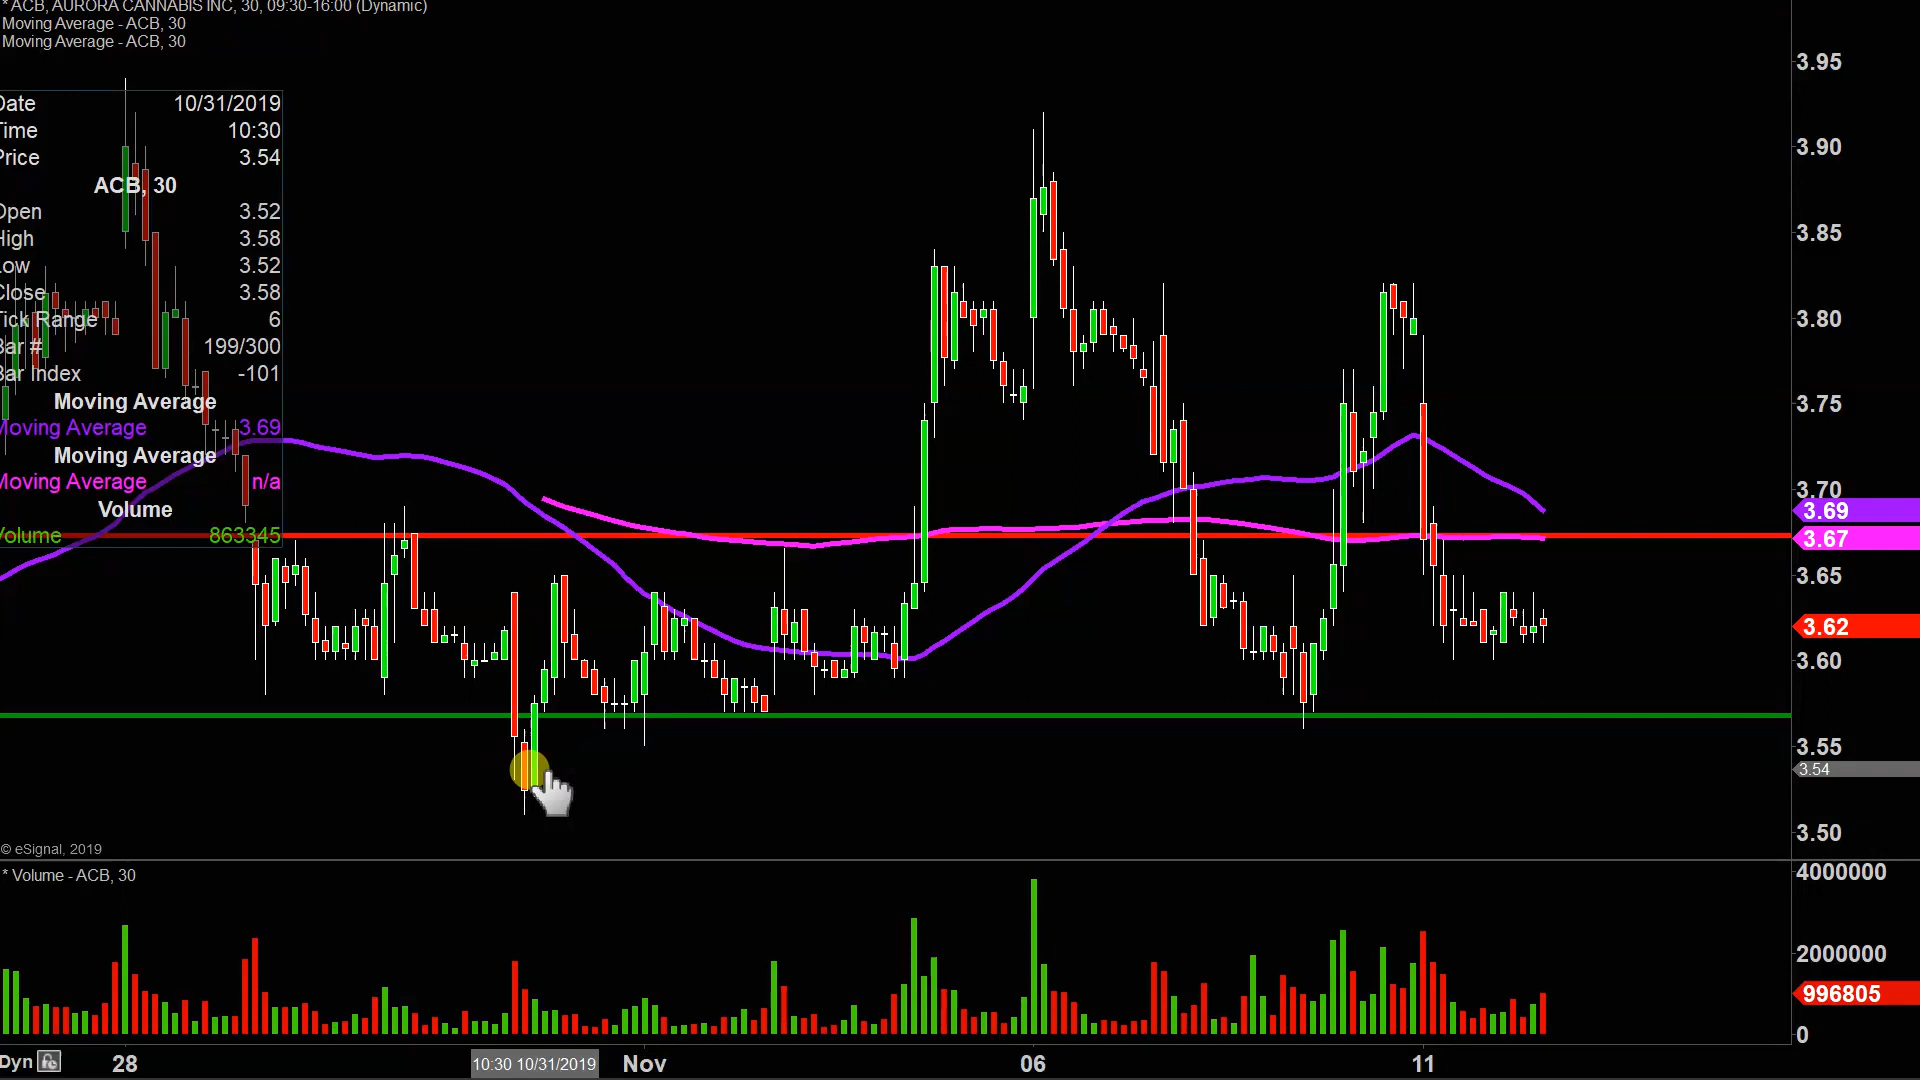 * ACB, AURORA CANNABIS INC, 30, 09:30-16:00 (Dynamic)
Moving Average - ACB, 30
Moving Average - ACB, 30
Date 10/31/2019
Time 10:30
Price 3.54
ACB, 30
Open 3.52
High 3.58
Low 3.52
Close 3.58
Tick Range 6
Bar # 199/300
Bar Index -101
Moving Average
Moving Average 3.69
Moving Average
Moving Average n/a
Volume
Volume 863345
3.95
3.90
3.85
3.80
3.75
3.70
3.69
3.67
3.65
3.62
3.60
3.55
3.54
3.50
© eSignal, 2019
* Volume - ACB, 30
4000000
2000000
996805
0
Dyn 28 10:30 10/31/2019 Nov 06 11